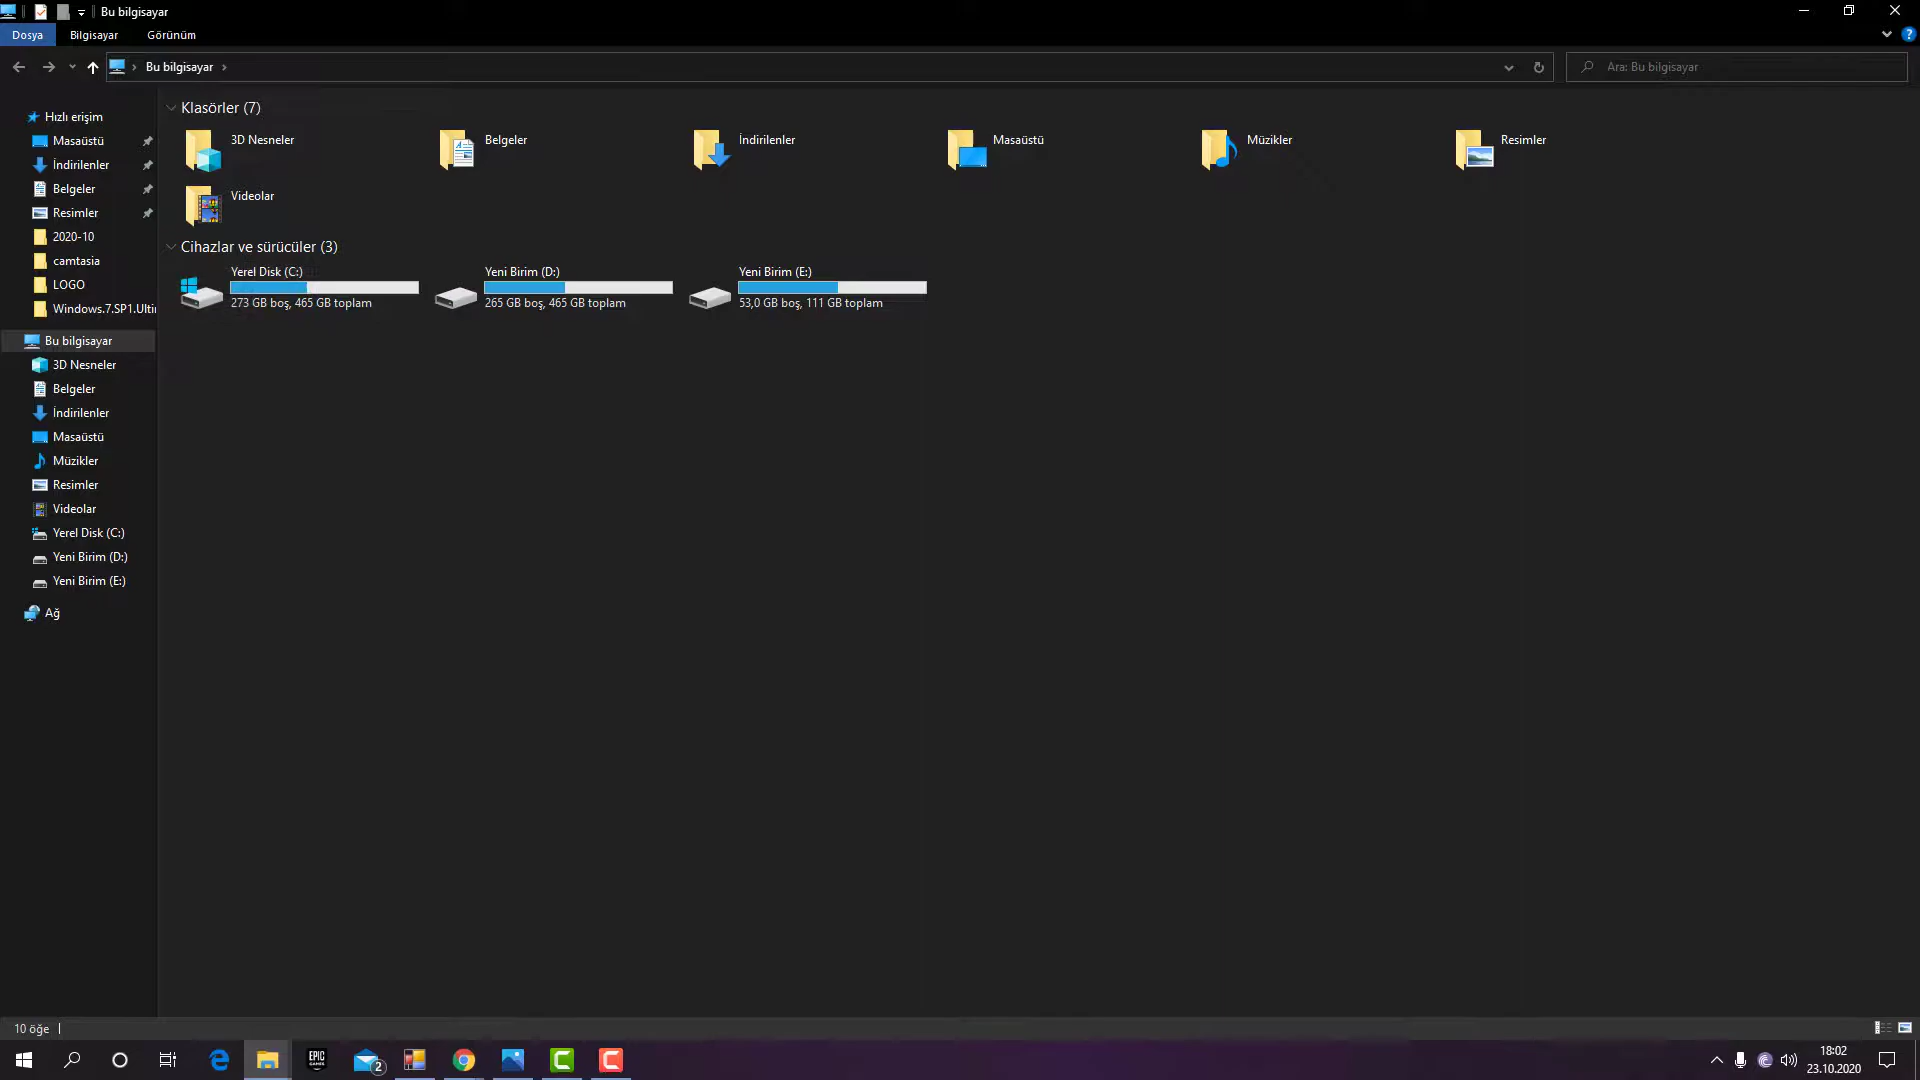 Bu bilgisayar
Dosya
Bilgisayar
Görünüm
?
Bu bilgisayar
Ara: Bu bilgisayar
Hızlı erişim
Masaüstü
İndirilenler
Belgeler
Resimler
2020-10
camtasia
LOGO
Windows.7.SP1.Ulti
Bu bilgisayar
3D Nesneler
Belgeler
İndirilenler
Masaüstü
Müzikler
Resimler
Videolar
Yerel Disk (C:)
Yeni Birim (D:)
Yeni Birim (E:)
Ağ
Klasörler (7)
3D Nesneler
Belgeler
İndirilenler
Masaüstü
Müzikler
Resimler
Videolar
Cihazlar ve sürücüler (3)
Yerel Disk (C:)
273 GB boş, 465 GB toplam
Yeni Birim (D:)
265 GB boş, 465 GB toplam
Yeni Birim (E:)
53,0 GB boş, 111 GB toplam
10 öğe
EPIC
GAMES
2
18:02
23.10.2020